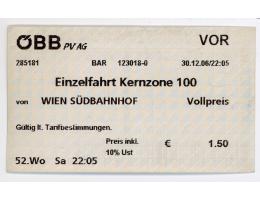 ÖBB PV AG VOR
285181 BAR 123018-0 30.12.06/22:05
Einzelfahrt Kernzone 100
von WIEN SÜDBAHNHOF Vollpreis
Gültig lt. Tarifbestimmungen.
Preis inkl. € 1.50
10% Ust
52.Wo Sa 22:05